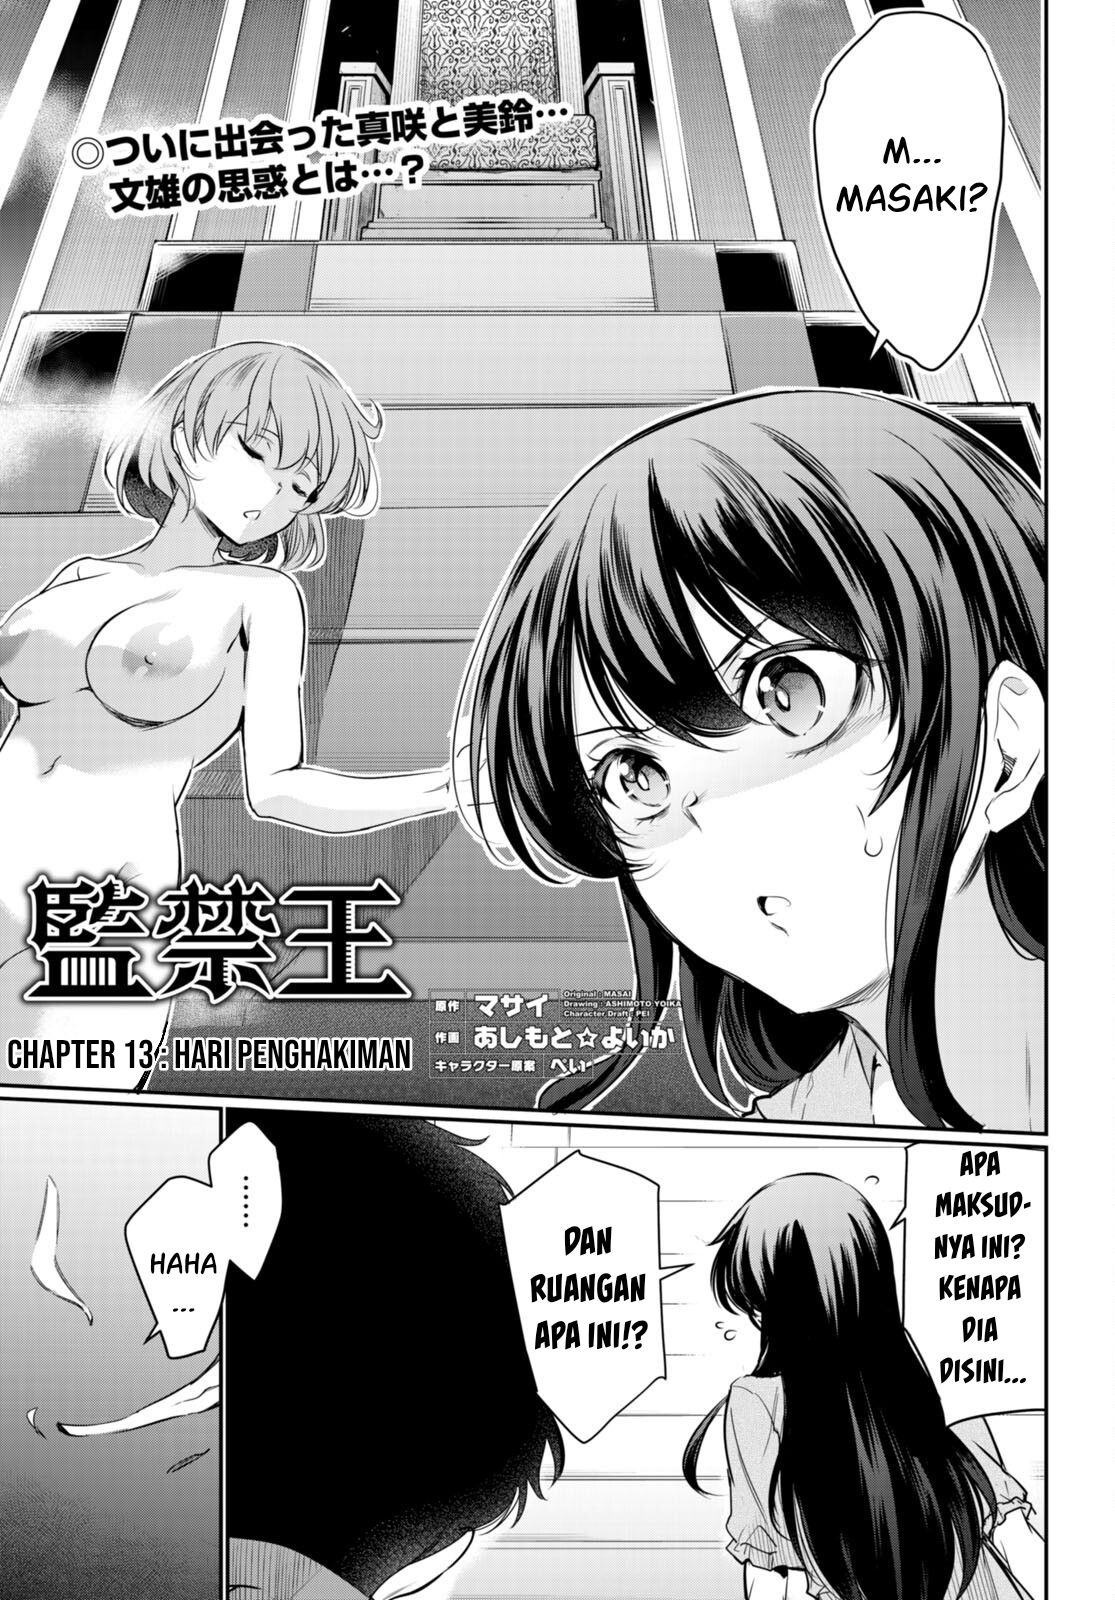 M...
MASAKI?
◎ついに出会った真咲と美鈴…
文雄の思惑とは…？
監禁王
原作 マサイ
Original : MASAI
Drawing : ASHIMOTO YOIKA
Character Draft : PEI
作画 あしもと☆よいか
キャラクター原案 ぺい
CHAPTER 13 : HARI PENGHAKIMAN
APA
MAKSUD-
NYA INI?
KENAPA
DIA
DISINI...
DAN
RUANGAN
APA INI!?
......
HAHA
...